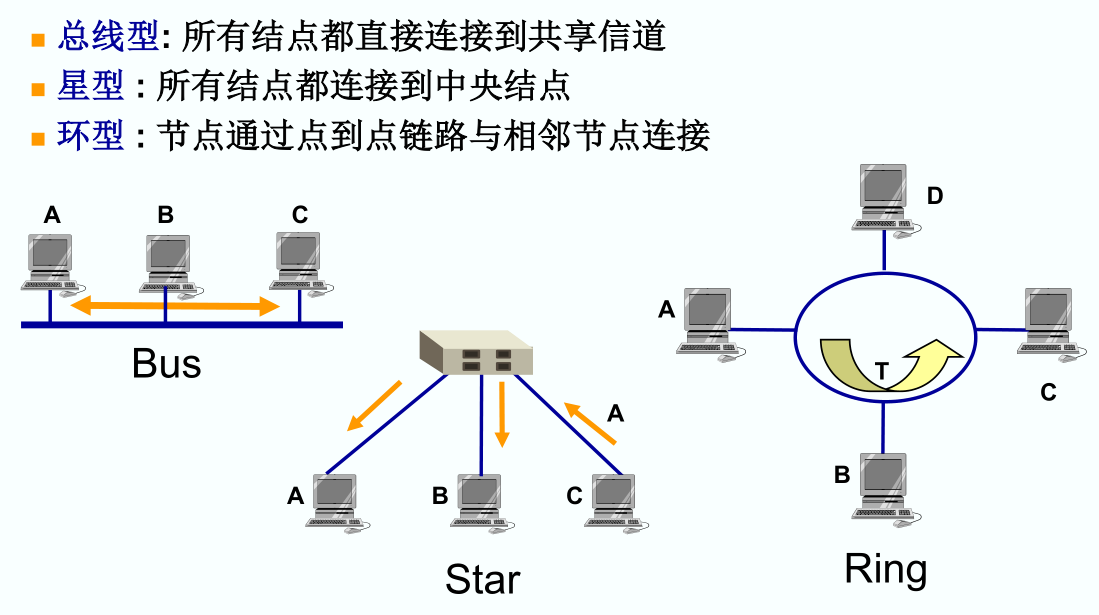 总线型: 所有结点都直接连接到共享信道
星型 : 所有结点都连接到中央结点
环型 : 节点通过点到点链路与相邻节点连接
A B C
Bus
A
A B C
Star
D
A
T
C
B
Ring